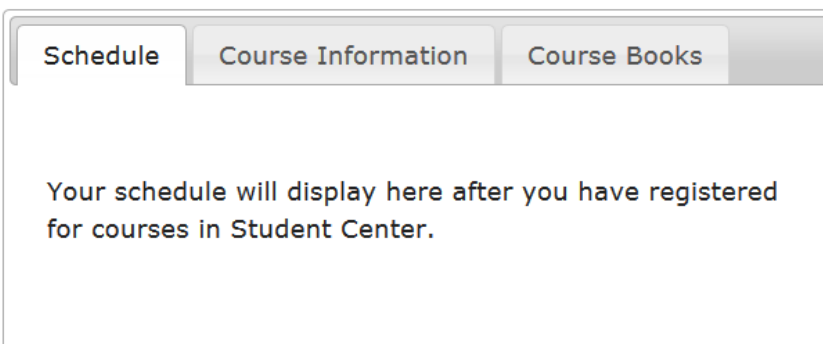 Schedule Course Information Course Books
Your schedule will display here after you have registered
for courses in Student Center.